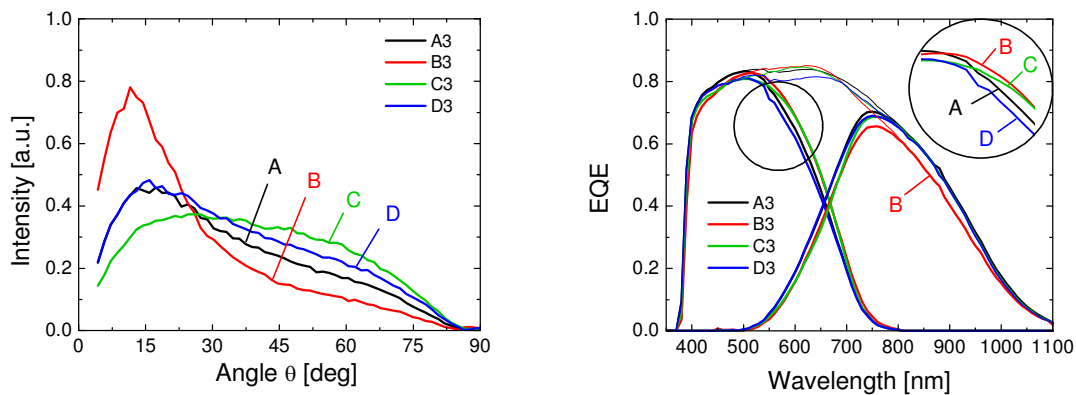 1.0
0.8
0.6
0.4
0.2
0.0
Intensity [a.u.]
0 15 30 45 60 75 90
Angle θ [deg]
A3
B3
C3
D3
A
B
C
D
1.0
0.8
0.6
0.4
0.2
0.0
EQE
400 500 600 700 800 900 1000 1100
Wavelength [nm]
A3
B3
C3
D3
B
B
C
A
D